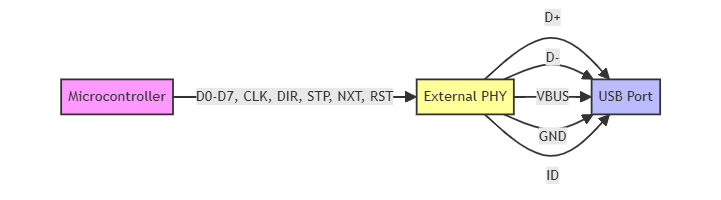 D+
D-
Microcontroller
D0-D7, CLK, DIR, STP, NXT, RST
External PHY
VBUS
USB Port
GND
ID